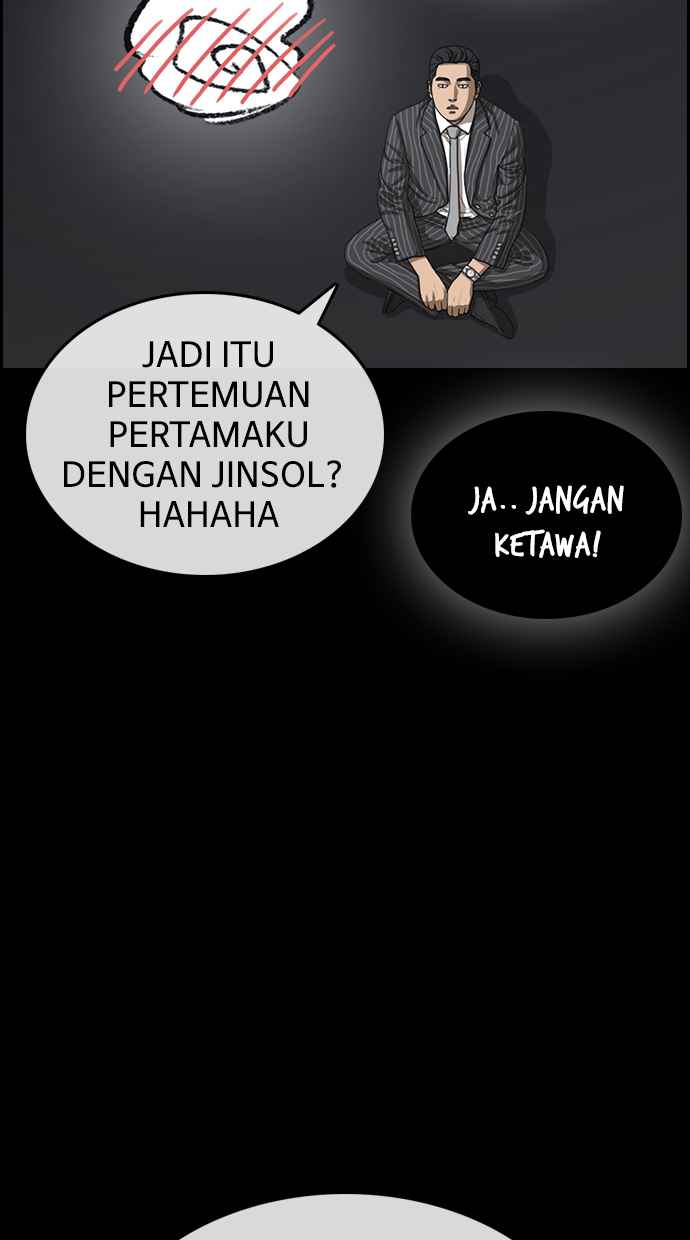 JADI ITU
PERTEMUAN
PERTAMAKU
DENGAN JINSOL?
HAHAHA
JA.. JANGAN
KETAWA!